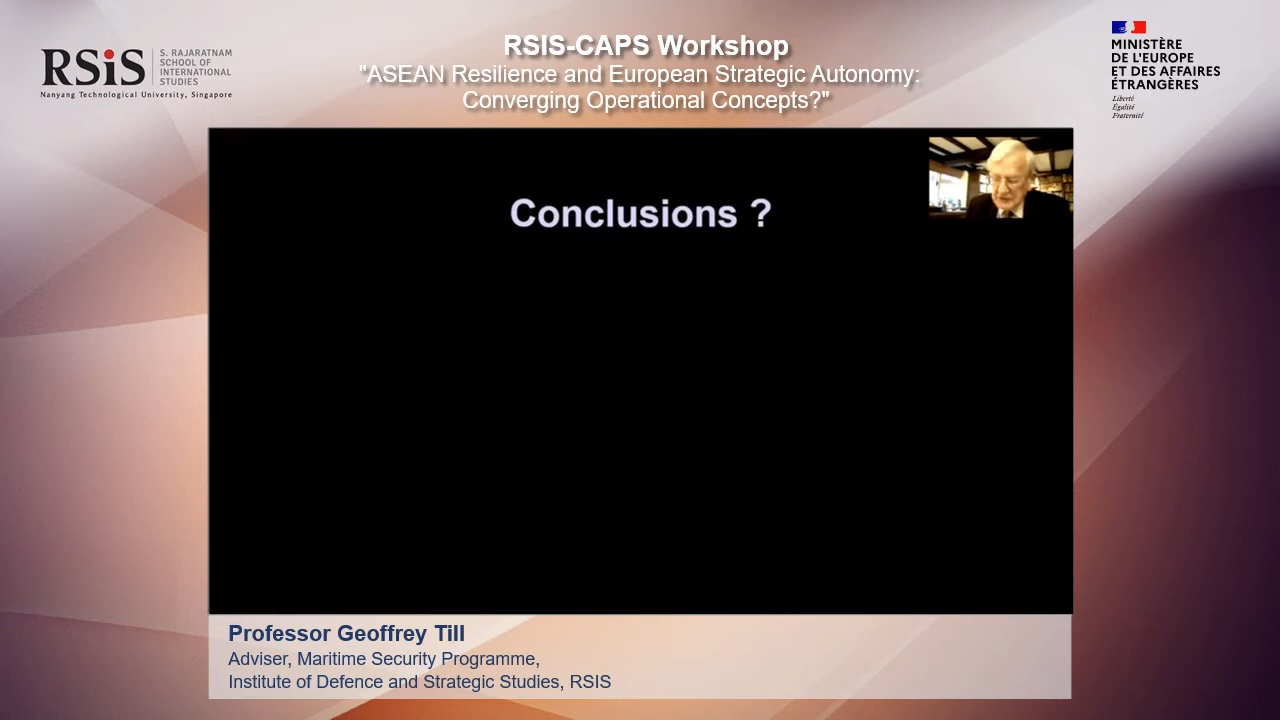 RSiS
S. RAJARATNAM
SCHOOL OF
INTERNATIONAL
STUDIES
Nanyang Technological University, Singapore
RSIS-CAPS Workshop
"ASEAN Resilience and European Strategic Autonomy:
Converging Operational Concepts?"
MINISTÈRE
DE L'EUROPE
ET DES AFFAIRES
ÉTRANGÈRES
Liberté
Égalité
Fraternité
Conclusions ?
Professor Geoffrey Till
Adviser, Maritime Security Programme,
Institute of Defence and Strategic Studies, RSIS